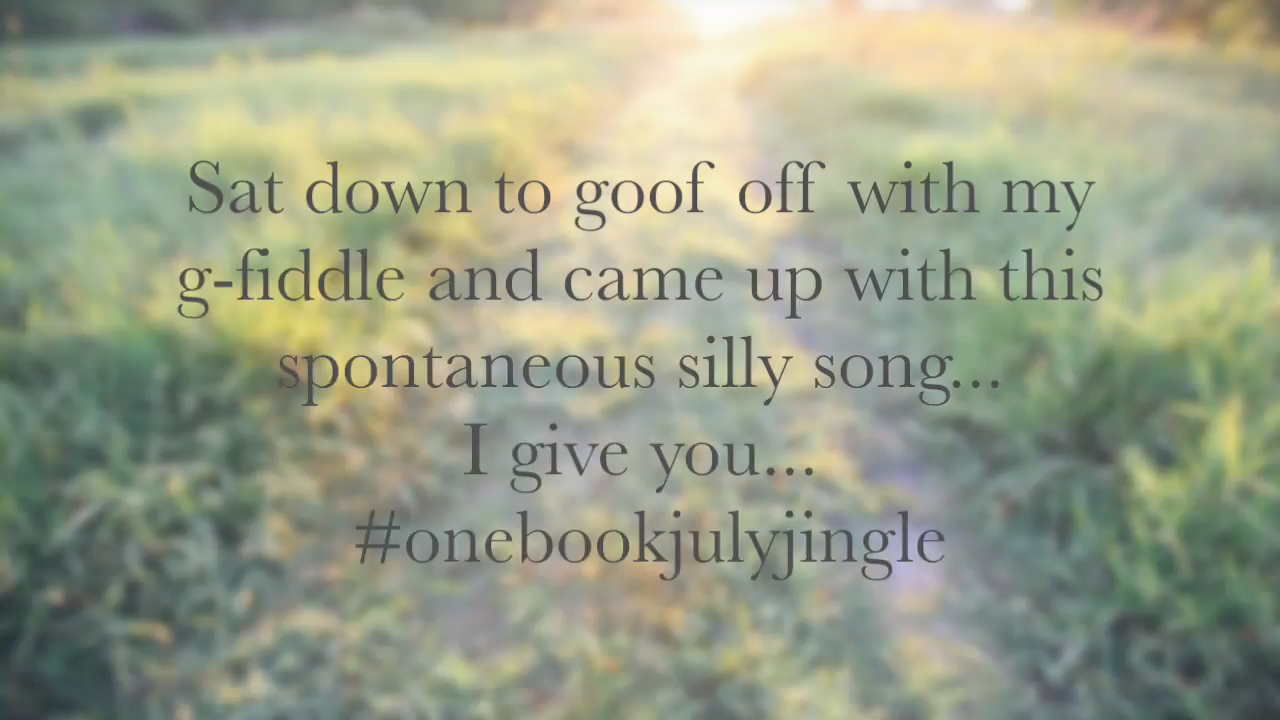 Sat down to goof off with my
g-fiddle and came up with this
spontaneous silly song...
I give you...
#onebookjulyjingle